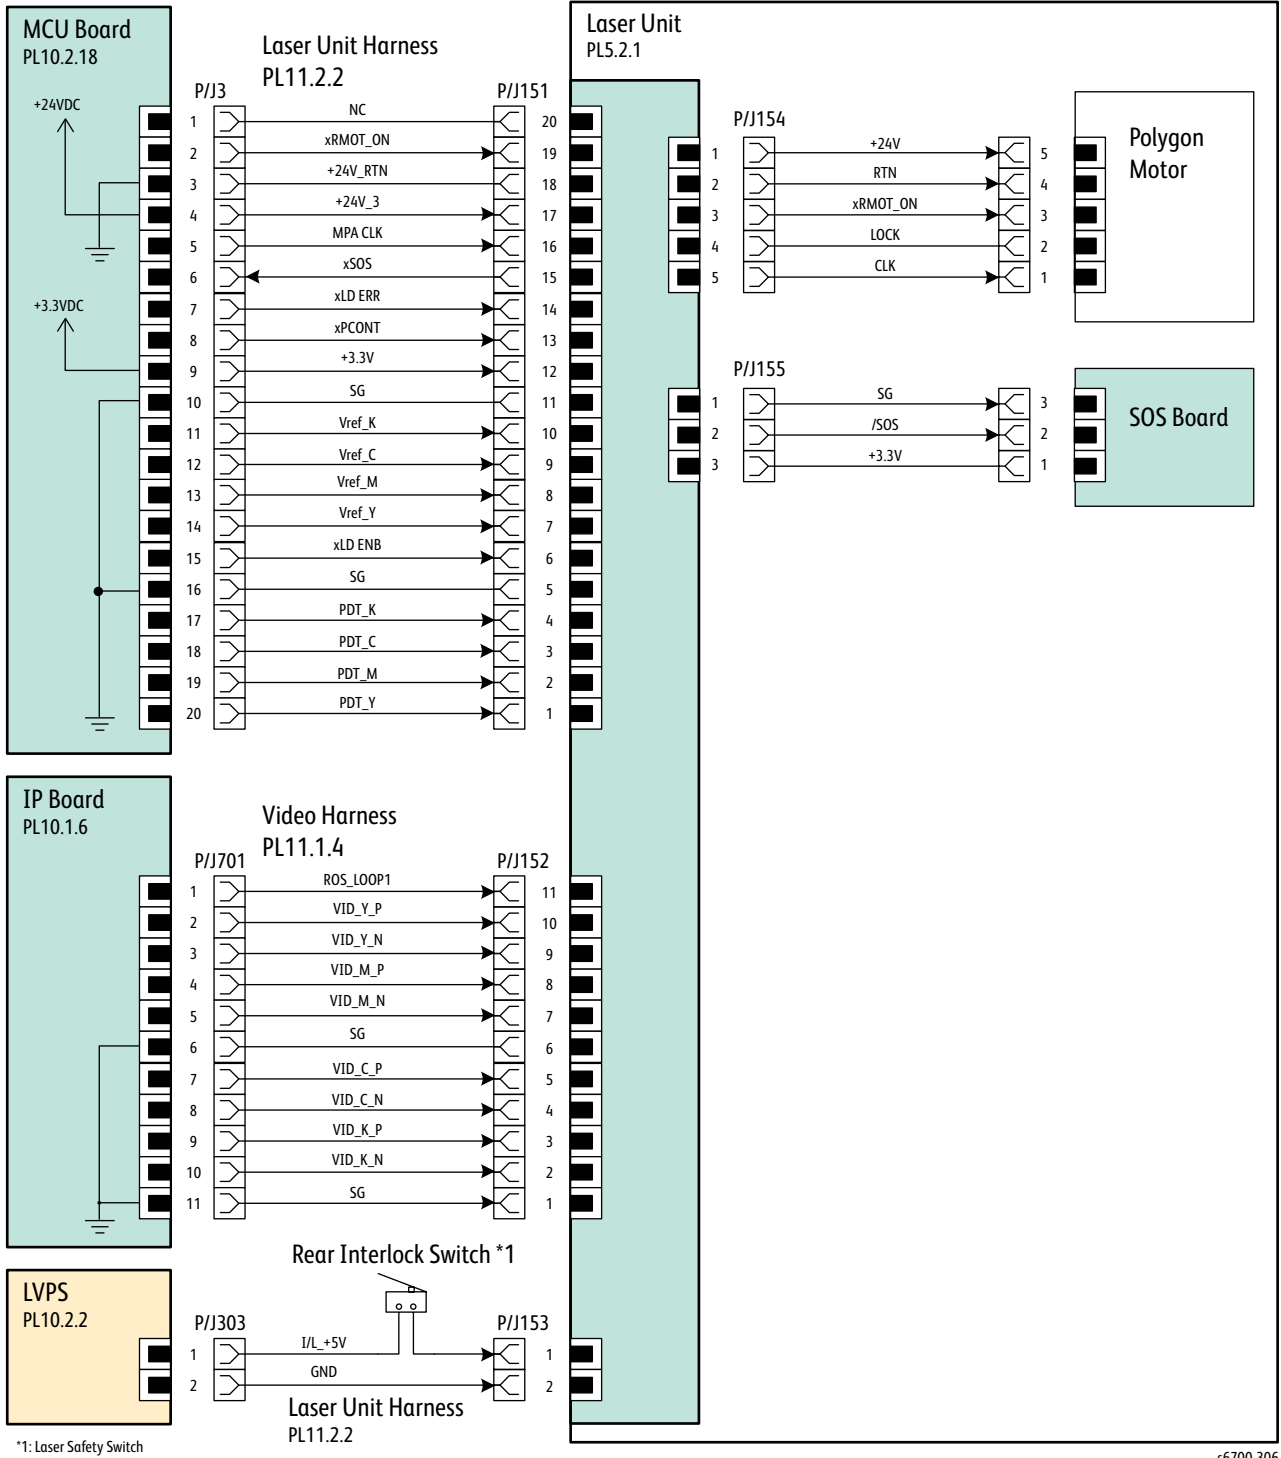 MCU Board
PL10.2.18
Laser Unit Harness
PL11.2.2
Laser Unit
PL5.2.1
P/J3
P/J151
+24VDC
1 NC 20
2 xRMOT_ON 19
3 +24V_RTN 18
4 +24V_3 17
5 MPA CLK 16
6 xSOS 15
+3.3VDC
7 xLD ERR 14
8 xPCONT 13
9 +3.3V 12
10 SG 11
11 Vref_K 10
12 Vref_C 9
13 Vref_M 8
14 Vref_Y 7
15 xLD ENB 6
16 SG 5
17 PDT_K 4
18 PDT_C 3
19 PDT_M 2
20 PDT_Y 1
P/J154
Polygon
Motor
1 +24V 5
2 RTN 4
3 xRMOT_ON 3
4 LOCK 2
5 CLK 1
P/J155
SOS Board
1 SG 3
2 /SOS 2
3 +3.3V 1
IP Board
PL10.1.6
Video Harness
PL11.1.4
P/J701
P/J152
1 ROS_LOOP1 11
2 VID_Y_P 10
3 VID_Y_N 9
4 VID_M_P 8
5 VID_M_N 7
6 SG 6
7 VID_C_P 5
8 VID_C_N 4
9 VID_K_P 3
10 VID_K_N 2
11 SG 1
Rear Interlock Switch *1
LVPS
PL10.2.2
P/J303
P/J153
1 I/L_+5V 1
2 GND 2
Laser Unit Harness
PL11.2.2
*1: Laser Safety Switch
s6700 306